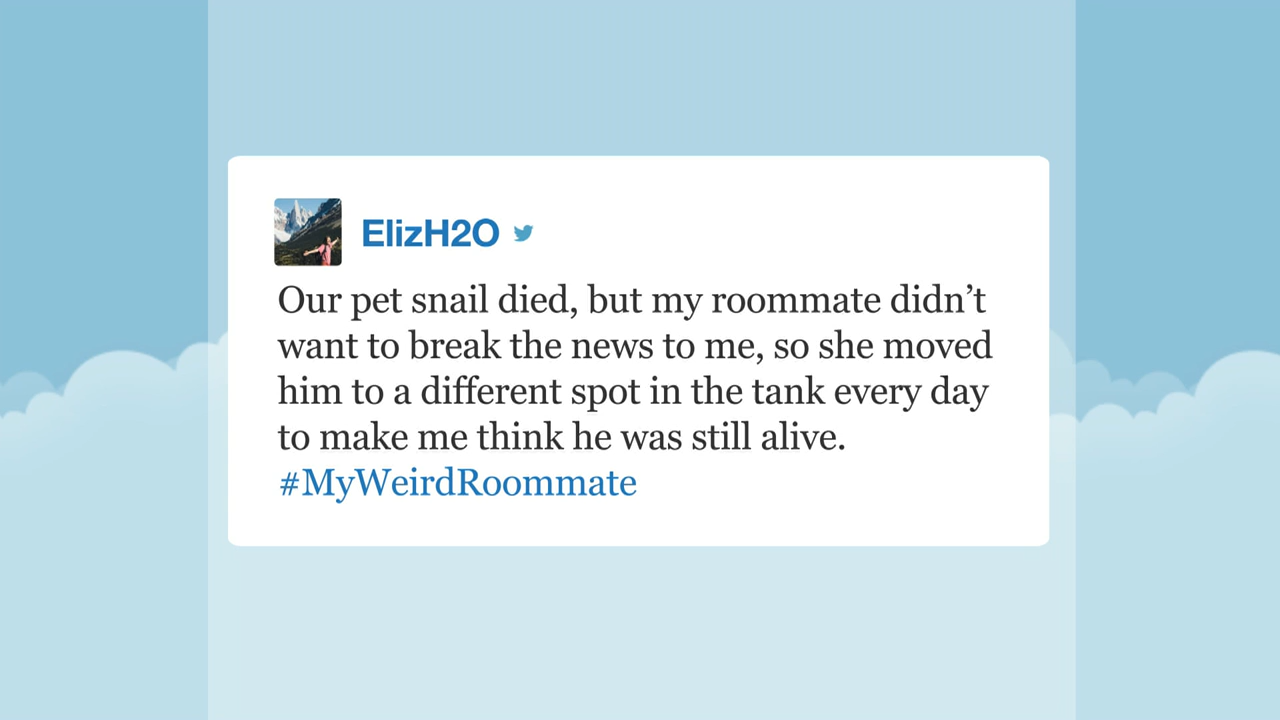 ElizH2O
Our pet snail died, but my roommate didn’t
want to break the news to me, so she moved
him to a different spot in the tank every day
to make me think he was still alive.
#MyWeirdRoommate